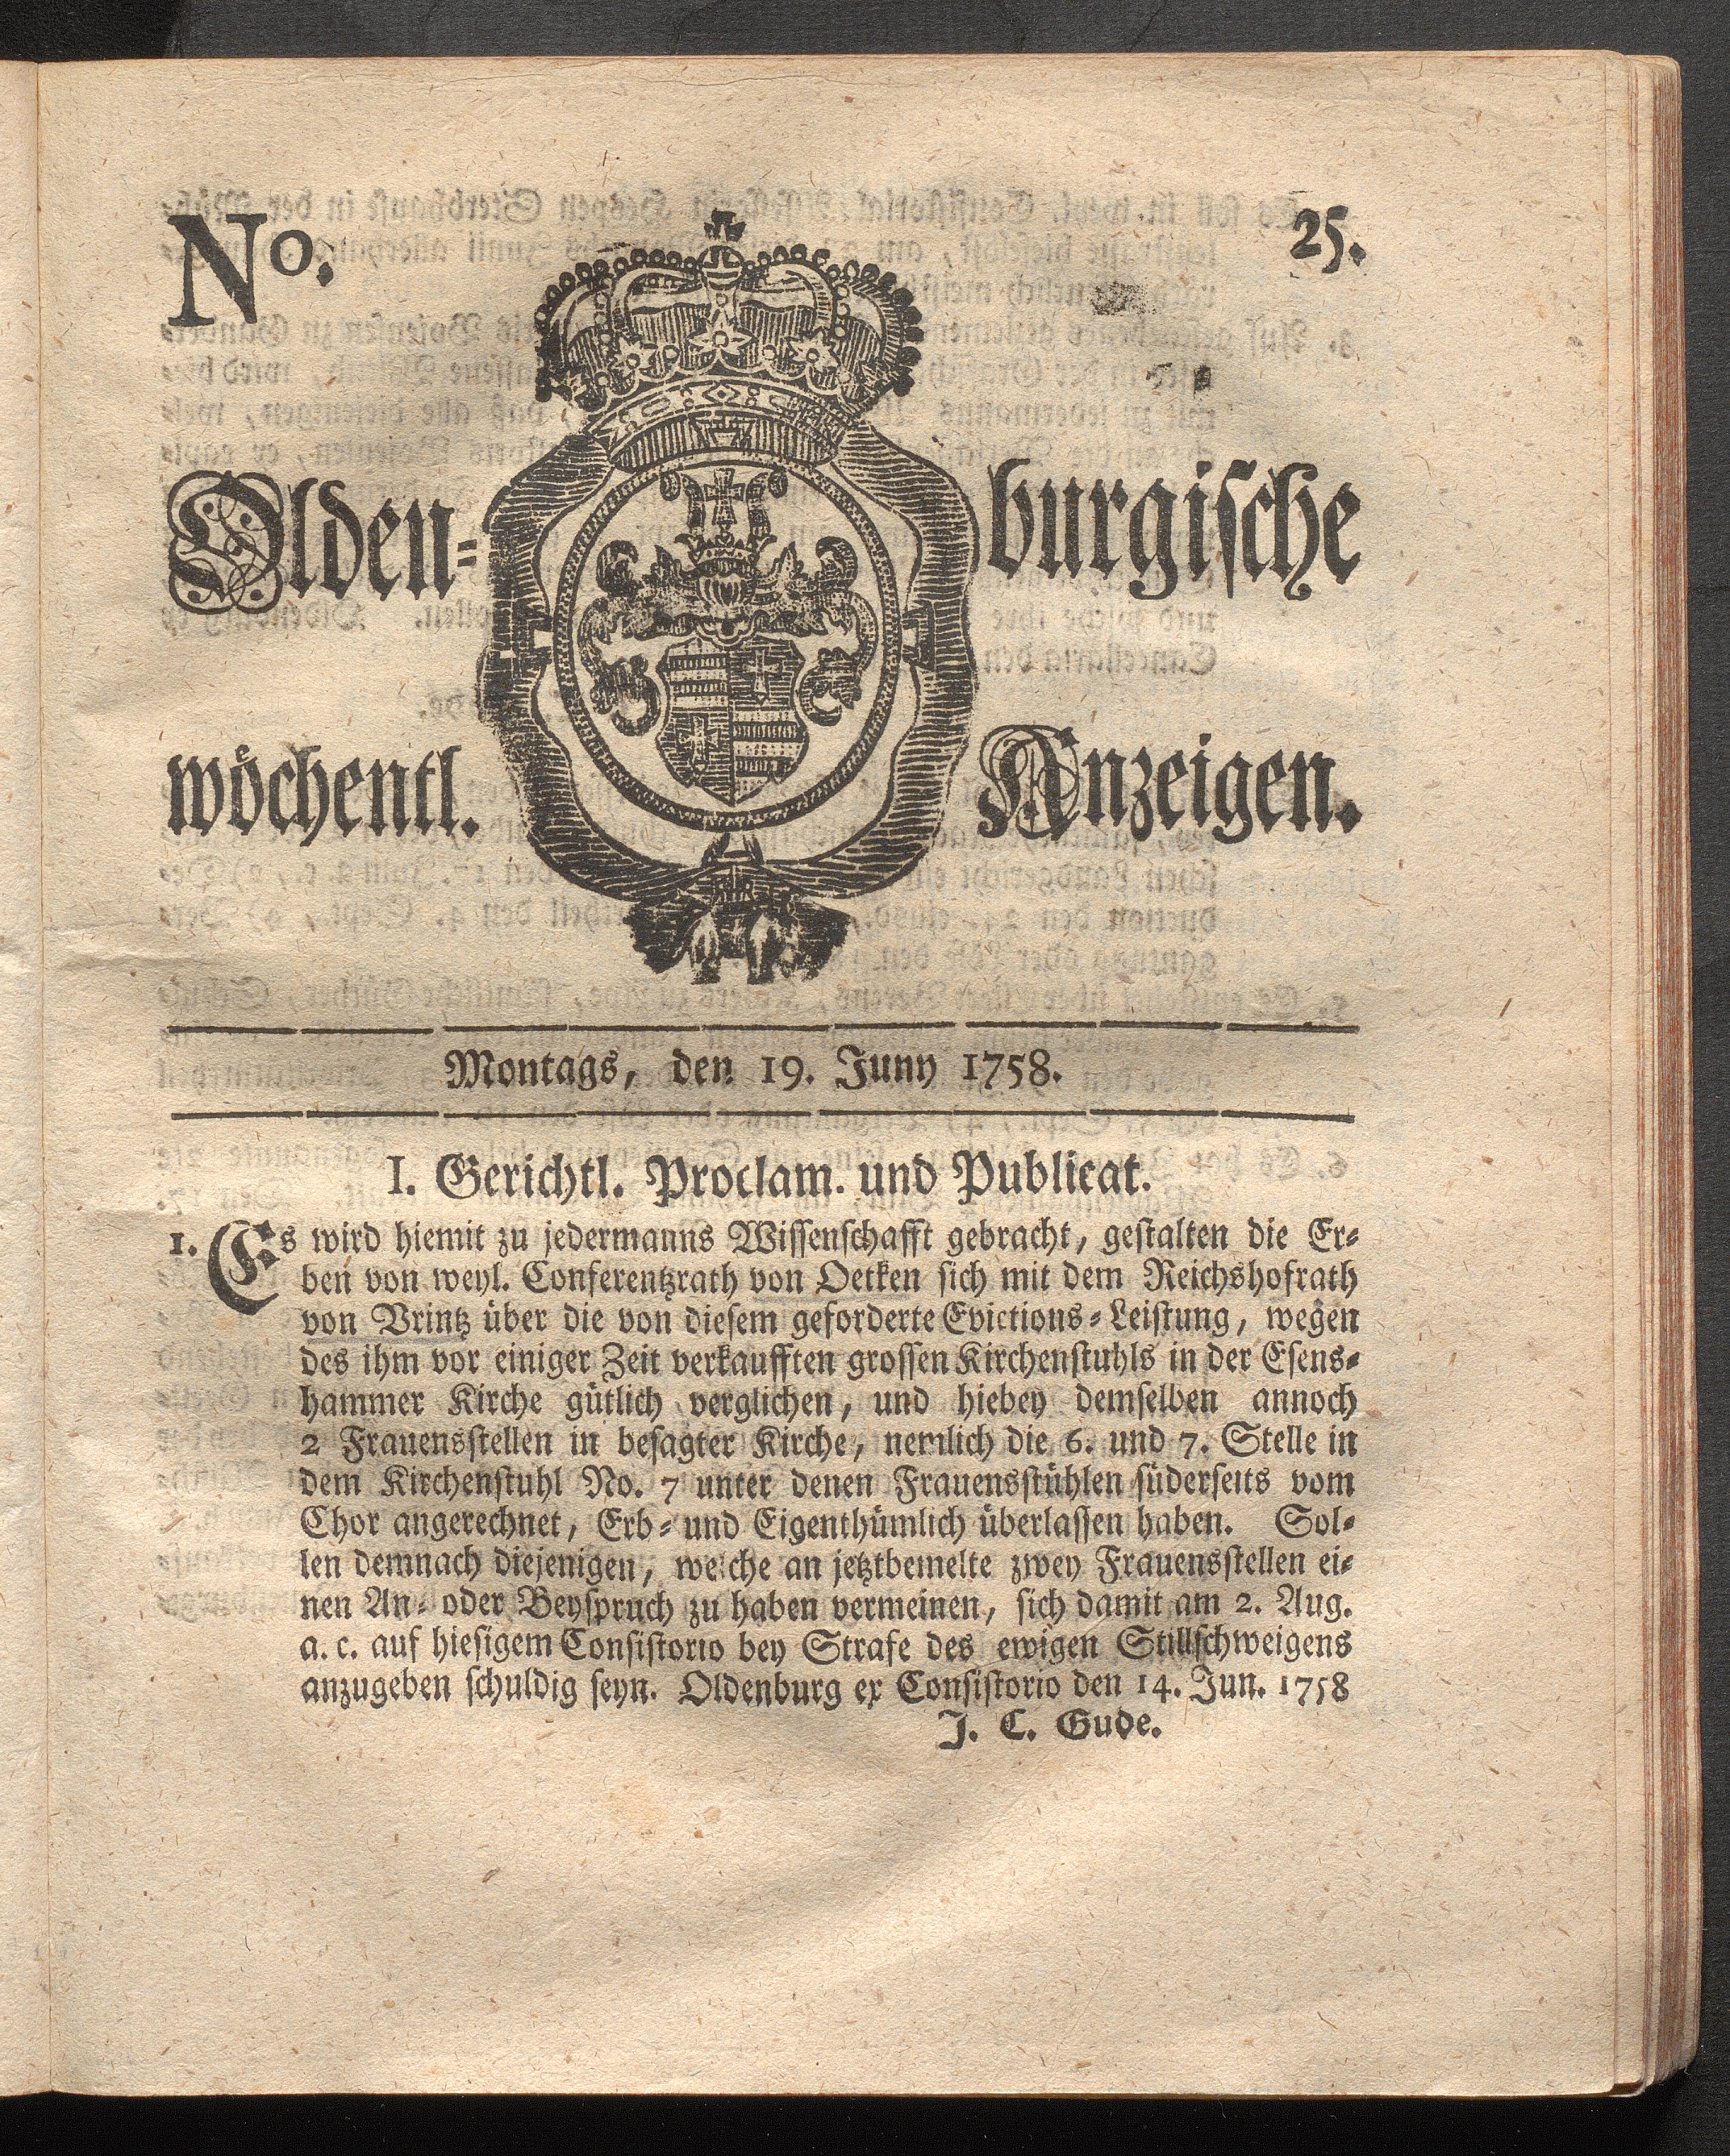 No. 25.
Olden-burgische
wöchentl. Anzeigen.
Montags, den 19. Juny 1758.
I. Gerichtl. Proclam. und Publicat.
1. Es wird hiemit zu jedermanns Wissenschafft gebracht, gestalten die Er-
ben von weyl. Conferentzrath von Oetken sich mit dem Reichshofrath
von Vrintz über die von diesem geforderte Evictions-Leistung, wegen
des ihm vor einiger Zeit verkaufften grossen Kirchenstuhls in der Esens-
hammer Kirche gütlich verglichen, und hiebey demselben annoch
2 Frauensstellen in besagter Kirche, nemlich die 6. und 7. Stelle in
dem Kirchenstuhl No. 7 unter denen Frauensstühlen süderseits vom
Chor angerechnet, Erb- und Eigenthümlich überlassen haben. Sol-
len demnach diejenigen, welche an jetztbemelte zwey Frauensstellen ei-
nen An- oder Beyspruch zu haben vermeinen, sich damit am 2. Aug.
a. c. auf hiesigem Consistorio bey Strafe des ewigen Stillschweigens
anzugeben schuldig seyn. Oldenburg ex Consistorio den 14. Jun. 1758
J. C. Gude.